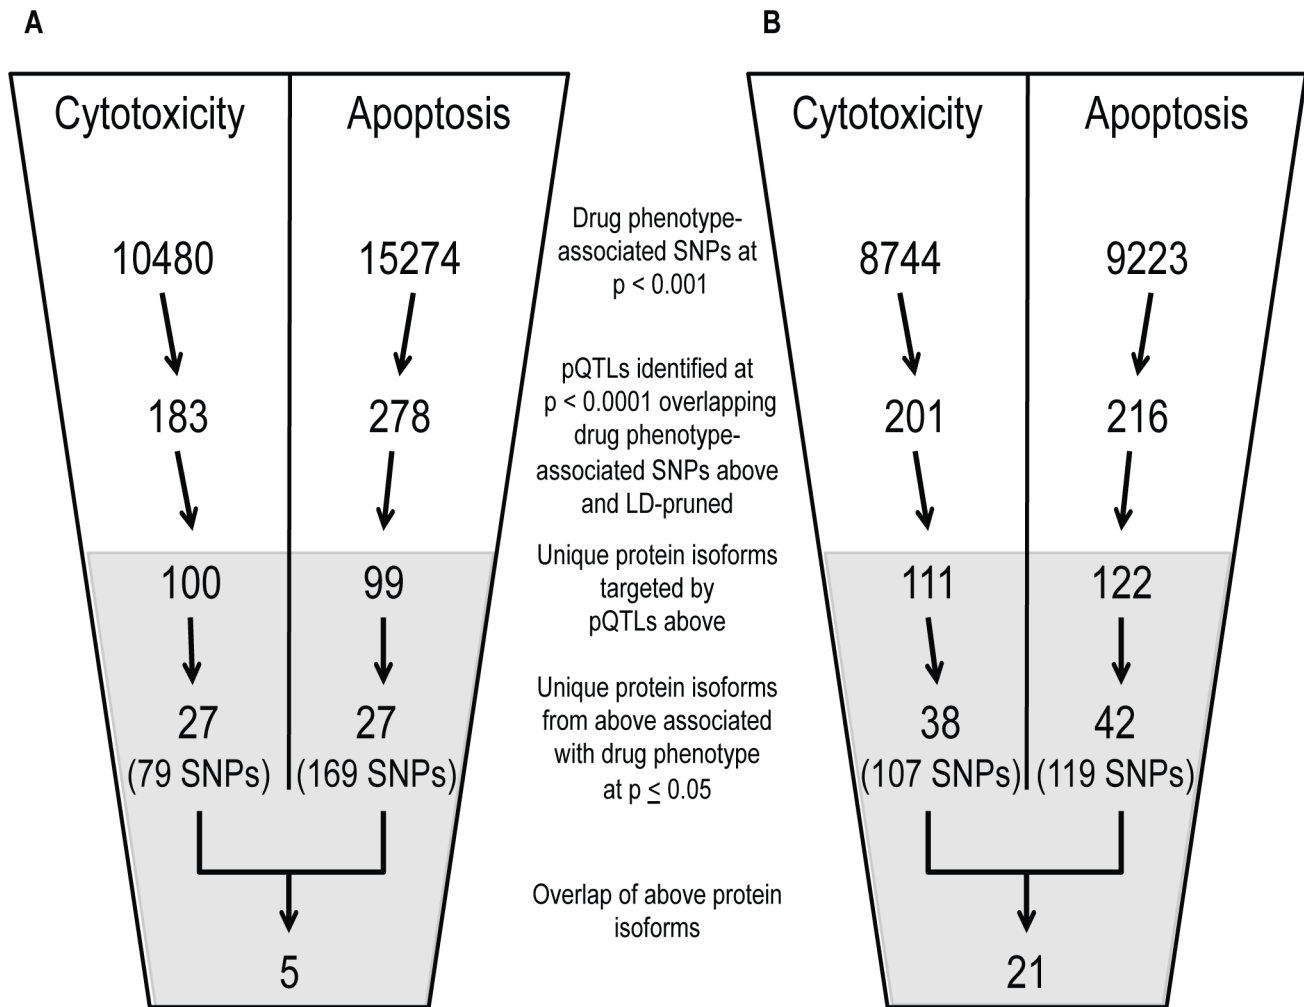 A
B
Cytotoxicity
Apoptosis
Cytotoxicity
Apoptosis
10480
15274
Drug phenotype-
associated SNPs at
p < 0.001
8744
9223
183
278
pQTLs identified at
p < 0.0001 overlapping
drug phenotype-
associated SNPs above
and LD-pruned
201
216
100
99
Unique protein isoforms
targeted by
pQTLs above
111
122
27
(79 SNPs)
27
(169 SNPs)
Unique protein isoforms
from above associated
with drug phenotype
at p ≤ 0.05
38
(107 SNPs)
42
(119 SNPs)
Overlap of above protein
isoforms
5
21